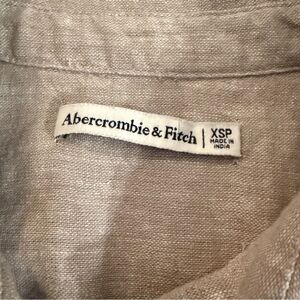 Abercrombie & Fitch | XSP
MADE IN
INDIA